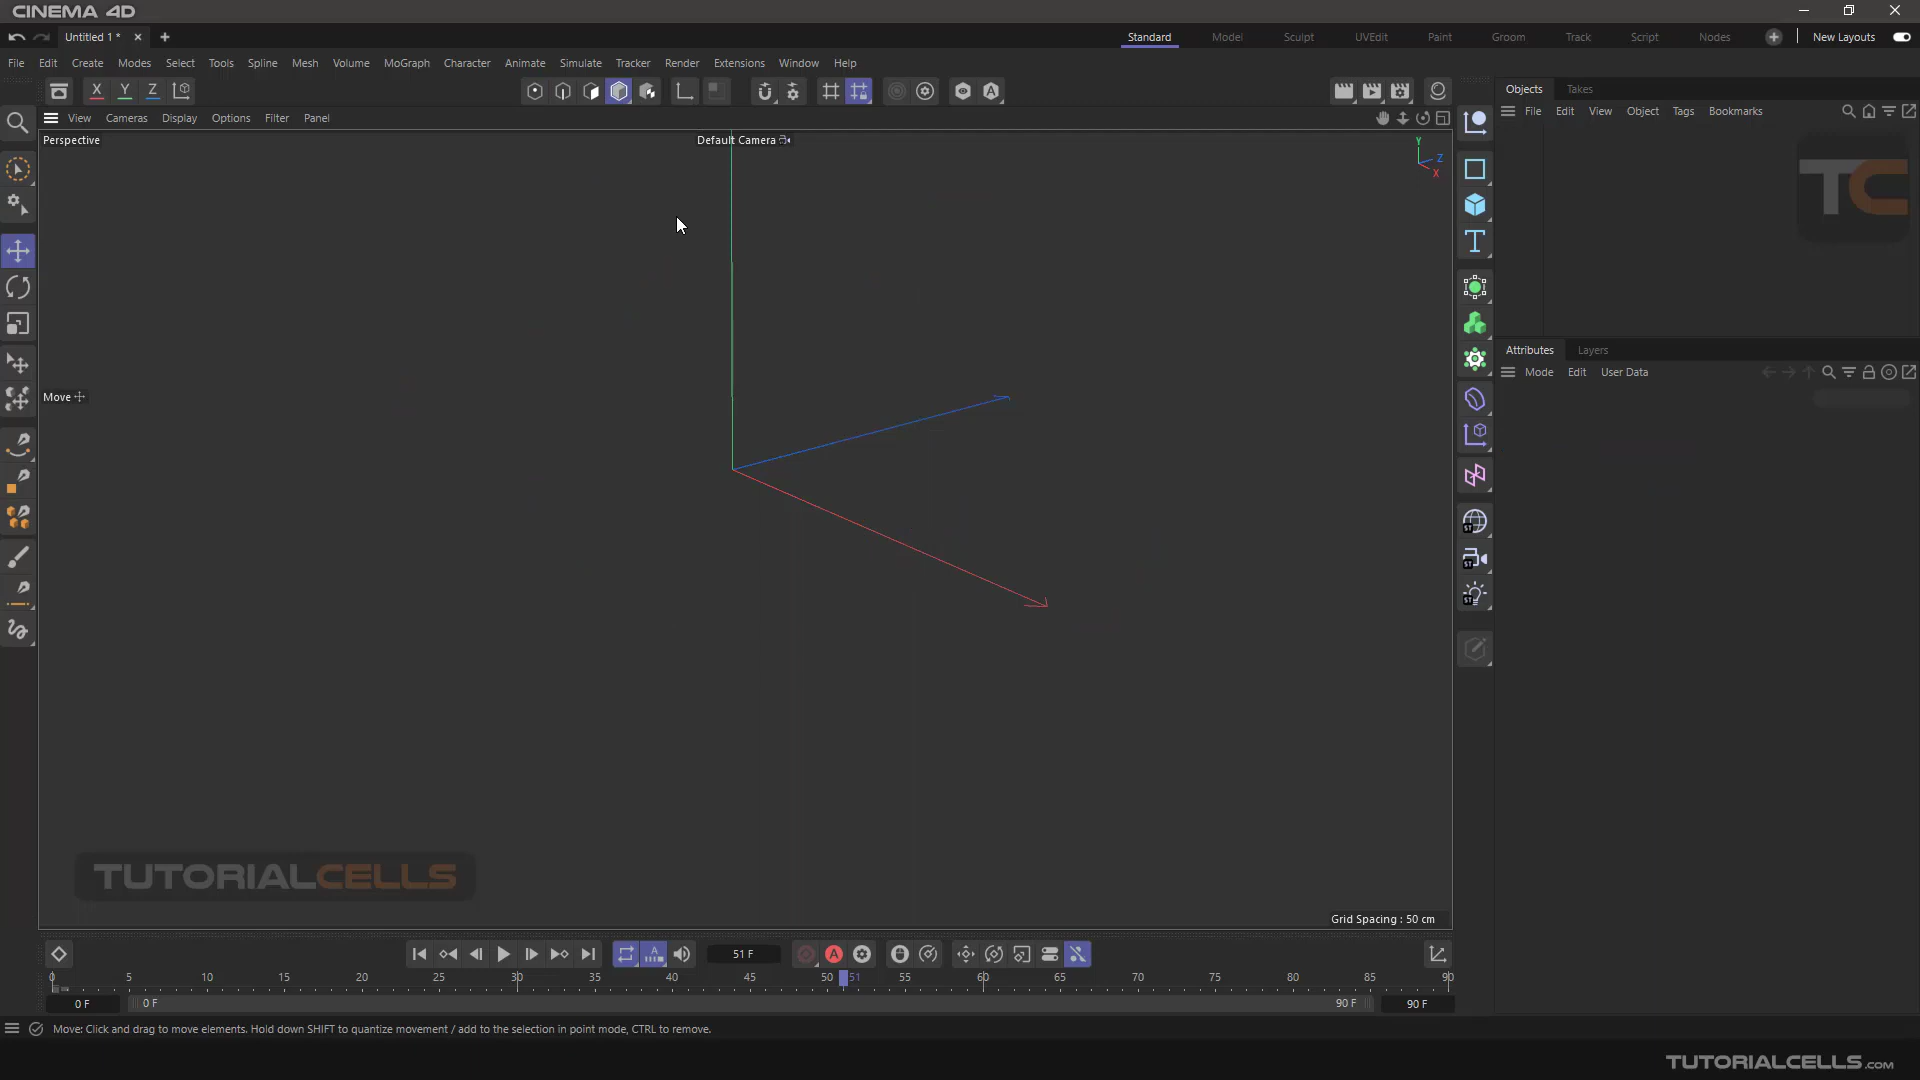 CINEMA 4D
Untitled 1 *
Standard Model Sculpt UVEdit Paint Groom Track Script Nodes New Layouts
File Edit Create Modes Select Tools Spline Mesh Volume MoGraph Character Animate Simulate Tracker Render Extensions Window Help
X Y Z
A
Objects Takes
File Edit View Object Tags Bookmarks
View Cameras Display Options Filter Panel
Perspective
Default Camera
Y
Z
X
TC
T
Attributes Layers
Mode Edit User Data
Move
ST
ST
ST
TUTORIALCELLS
Grid Spacing : 50 cm
A
51 F
A
0 5 10 15 20 25 30 35 40 45 50 51 55 60 65 70 75 80 85 90
0 F
0 F
90 F
90 F
Move: Click and drag to move elements. Hold down SHIFT to quantize movement / add to the selection in point mode, CTRL to remove.
TUTORIALCELLS.COM